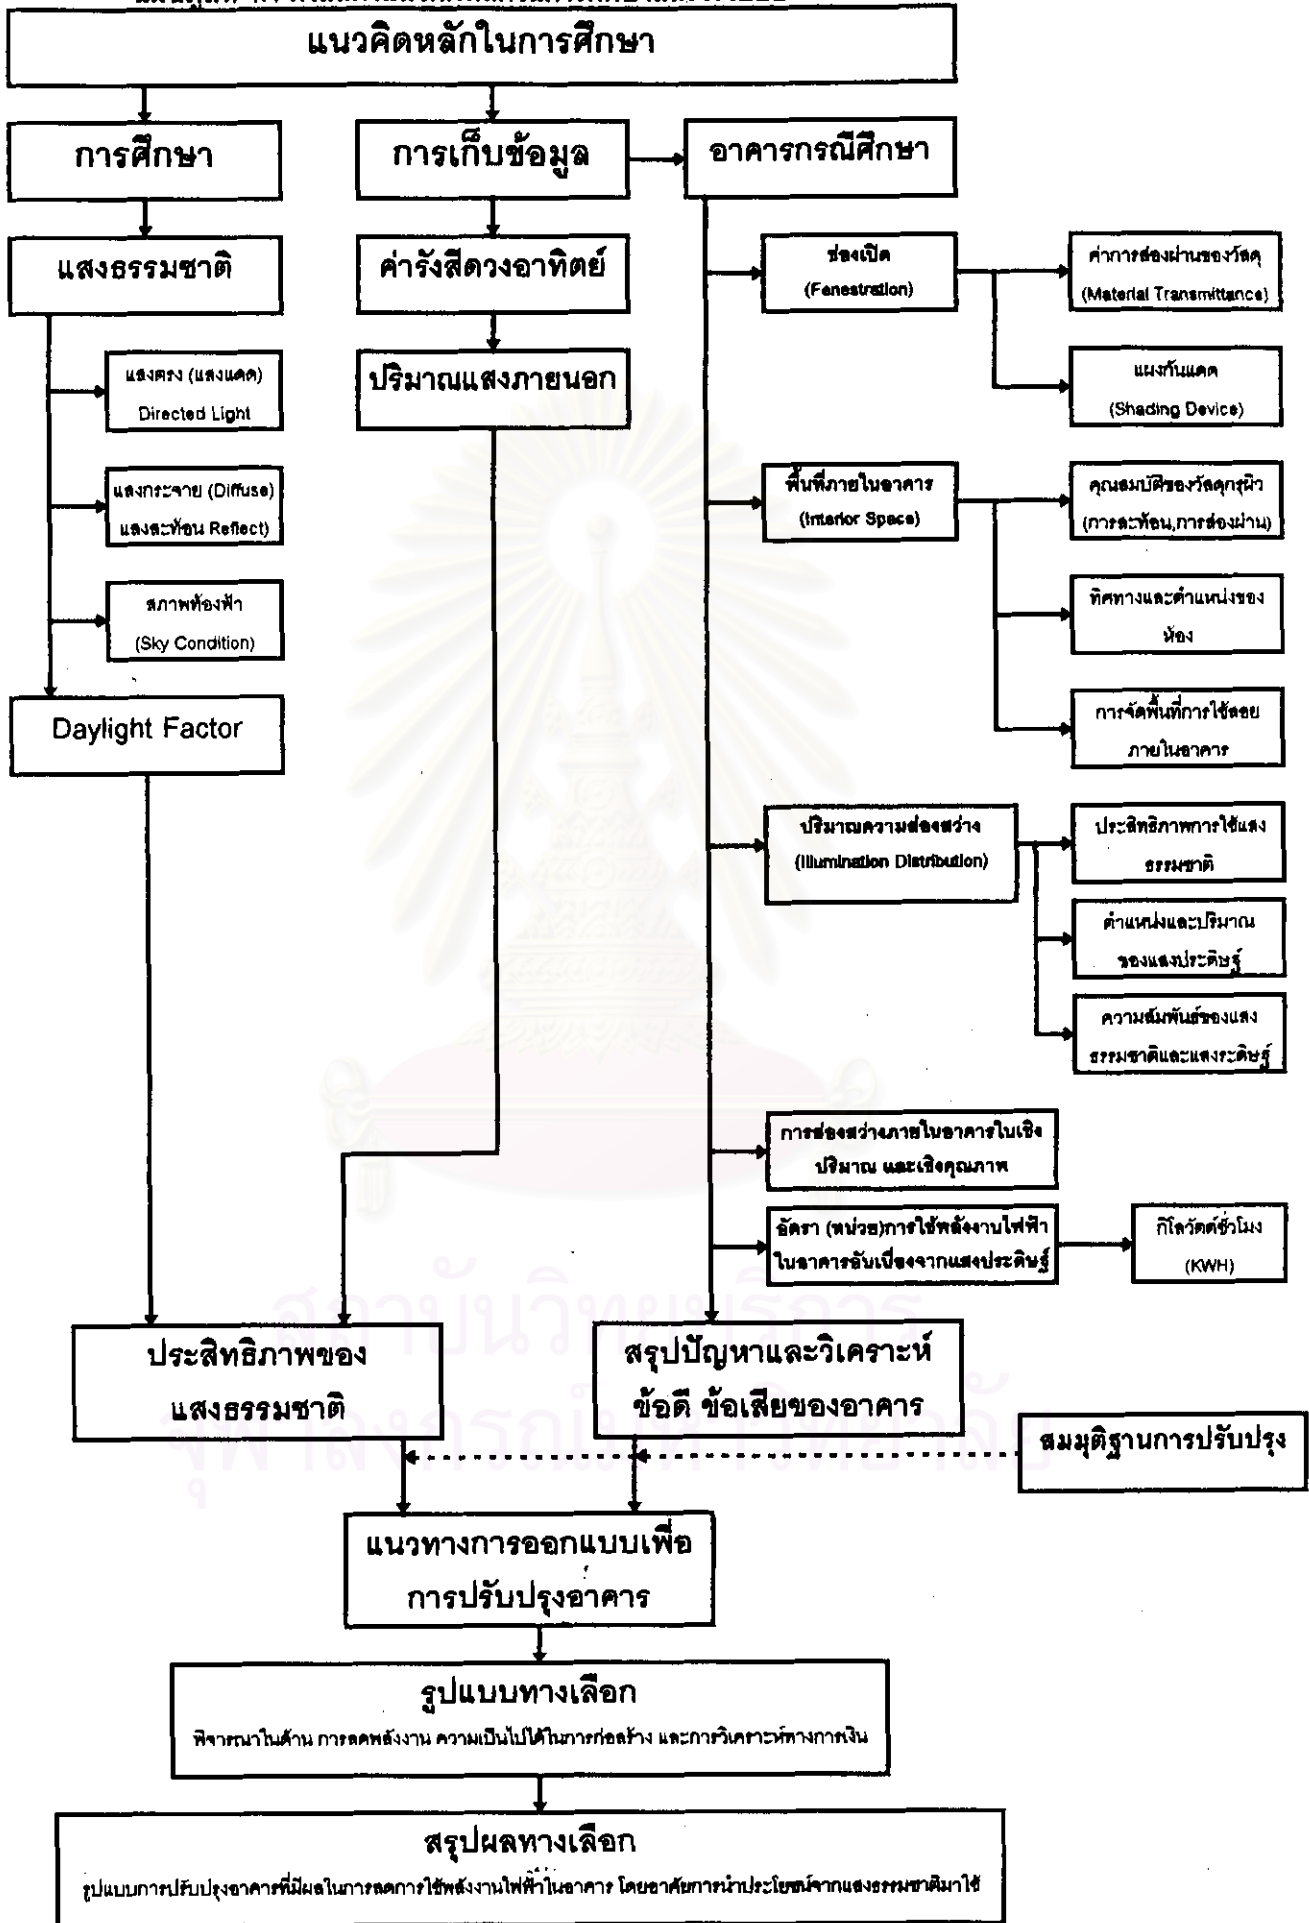 แนวคิดหลักในการศึกษา
การศึกษา
การเก็บข้อมูล
อาคารกรณีศึกษา
แสงธรรมชาติ
ค่ารังสีดวงอาทิตย์
ช่องเปิด
(Fenestration)
ค่าการส่องผ่านของวัสดุ
(Material Transmittance)
แสงตรง (แสงแดด)
Directed Light
ปริมาณแสงภายนอก
แผงกันแดด
(Shading Device)
แสงกระจาย (Diffuse)
แสงสะท้อน Reflect)
พื้นที่ภายในอาคาร
(Interior Space)
คุณสมบัติของวัสดุกรุผิว
(การสะท้อน,การส่องผ่าน)
สภาพท้องฟ้า
(Sky Condition)
ทิศทางและตำแหน่งของ
ห้อง
Daylight Factor
การจัดพื้นที่การใช้สอย
ภายในอาคาร
ปริมาณความส่องสว่าง
(Illumination Distribution)
ประสิทธิภาพการใช้แสง
ธรรมชาติ
ตำแหน่งและปริมาณ
ของแสงประดิษฐ์
ความสัมพันธ์ของแสง
ธรรมชาติและแสงระดิษฐ์
การส่องสว่างภายในอาคารในเชิง
ปริมาณ และเชิงคุณภาพ
อัตรา (หน่วย)การใช้พลังงานไฟฟ้า
ในอาคารอันเนื่องจากแสงประดิษฐ์
กิโลวัตต์ชั่วโมง
(KWH)
สถาบันวิทยบริการ
จุฬาลงกรณ์มหาวิทยาลัย
ประสิทธิภาพของ
แสงธรรมชาติ
สรุปปัญหาและวิเคราะห์
ข้อดี ข้อเสียของอาคาร
สมมุติฐานการปรับปรุง
แนวทางการออกแบบเพื่อ
การปรับปรุงอาคาร
รูปแบบทางเลือก
พิจารณาในด้าน การลดพลังงาน ความเป็นไปได้ในการก่อสร้าง และการวิเคราะห์ทางการเงิน
สรุปผลทางเลือก
รูปแบบการปรับปรุงอาคารที่มีผลในการลดการใช้พลังงานไฟฟ้าในอาคาร โดยอาศัยการนำประโยชน์จากแสงธรรมชาติมาใช้